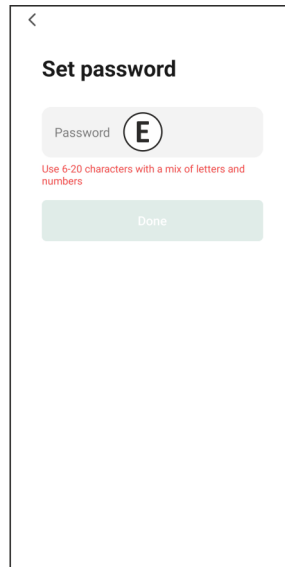 Set password
Password E
Use 6-20 characters with a mix of letters and
numbers
Done